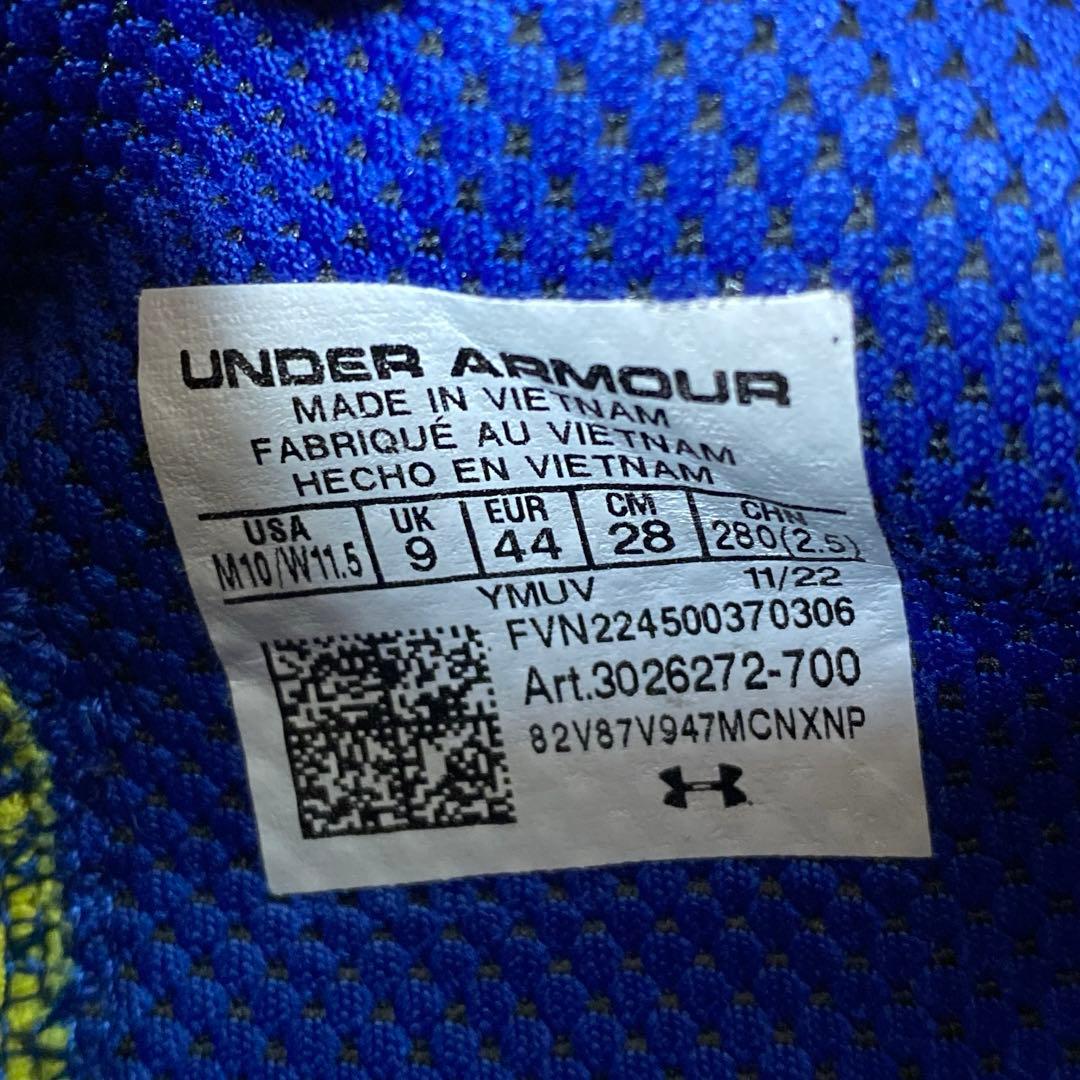 UNDER ARMOUR
MADE IN VIETNAM
FABRIQUÉ AU VIETNAM
HECHO EN VIETNAM
USA UK EUR CM CHN
M10/W11.5 9 44 28 280(2.5)
YMUV 11/22
FVN224500370306
Art.3026272-700
82V87V947MCNXNP